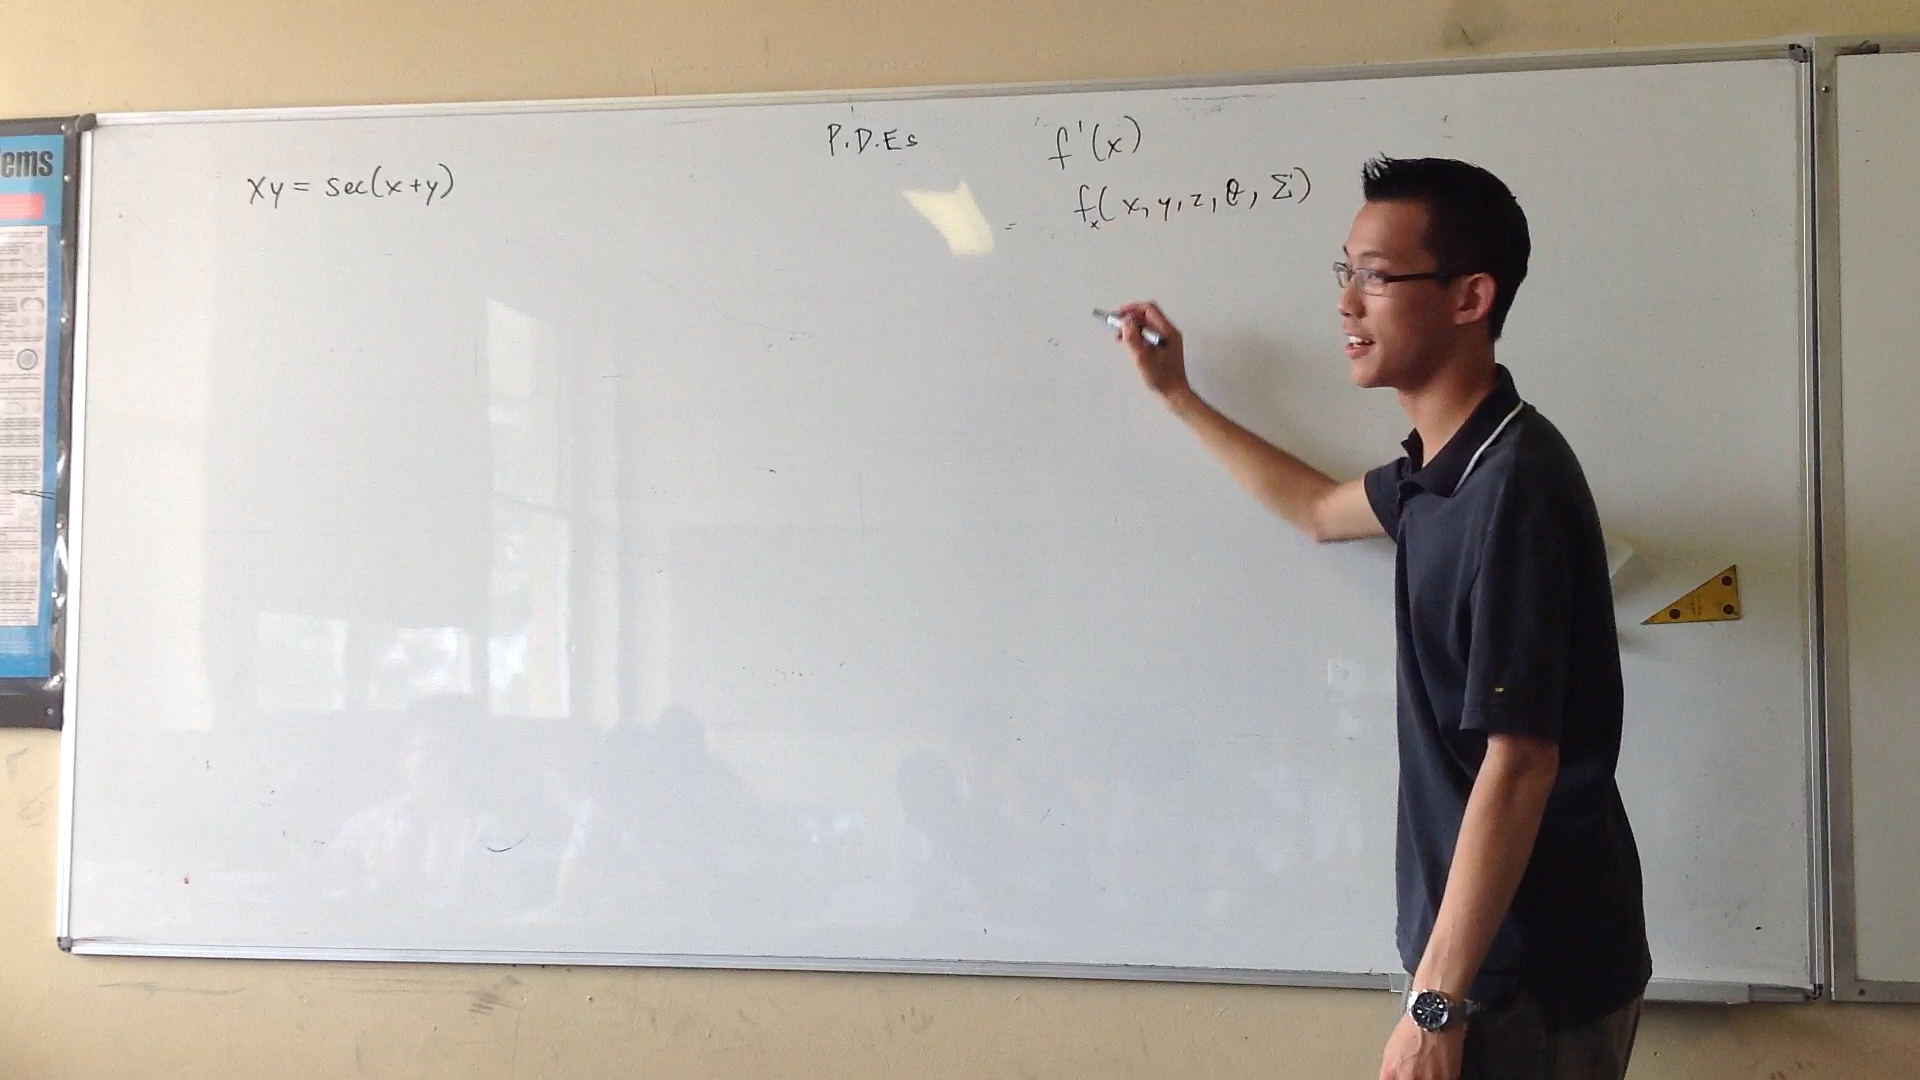 ems
xy = sec(x+y)
P.D.Es
f'(x)
fₓ(x, y, z, θ, Σ)